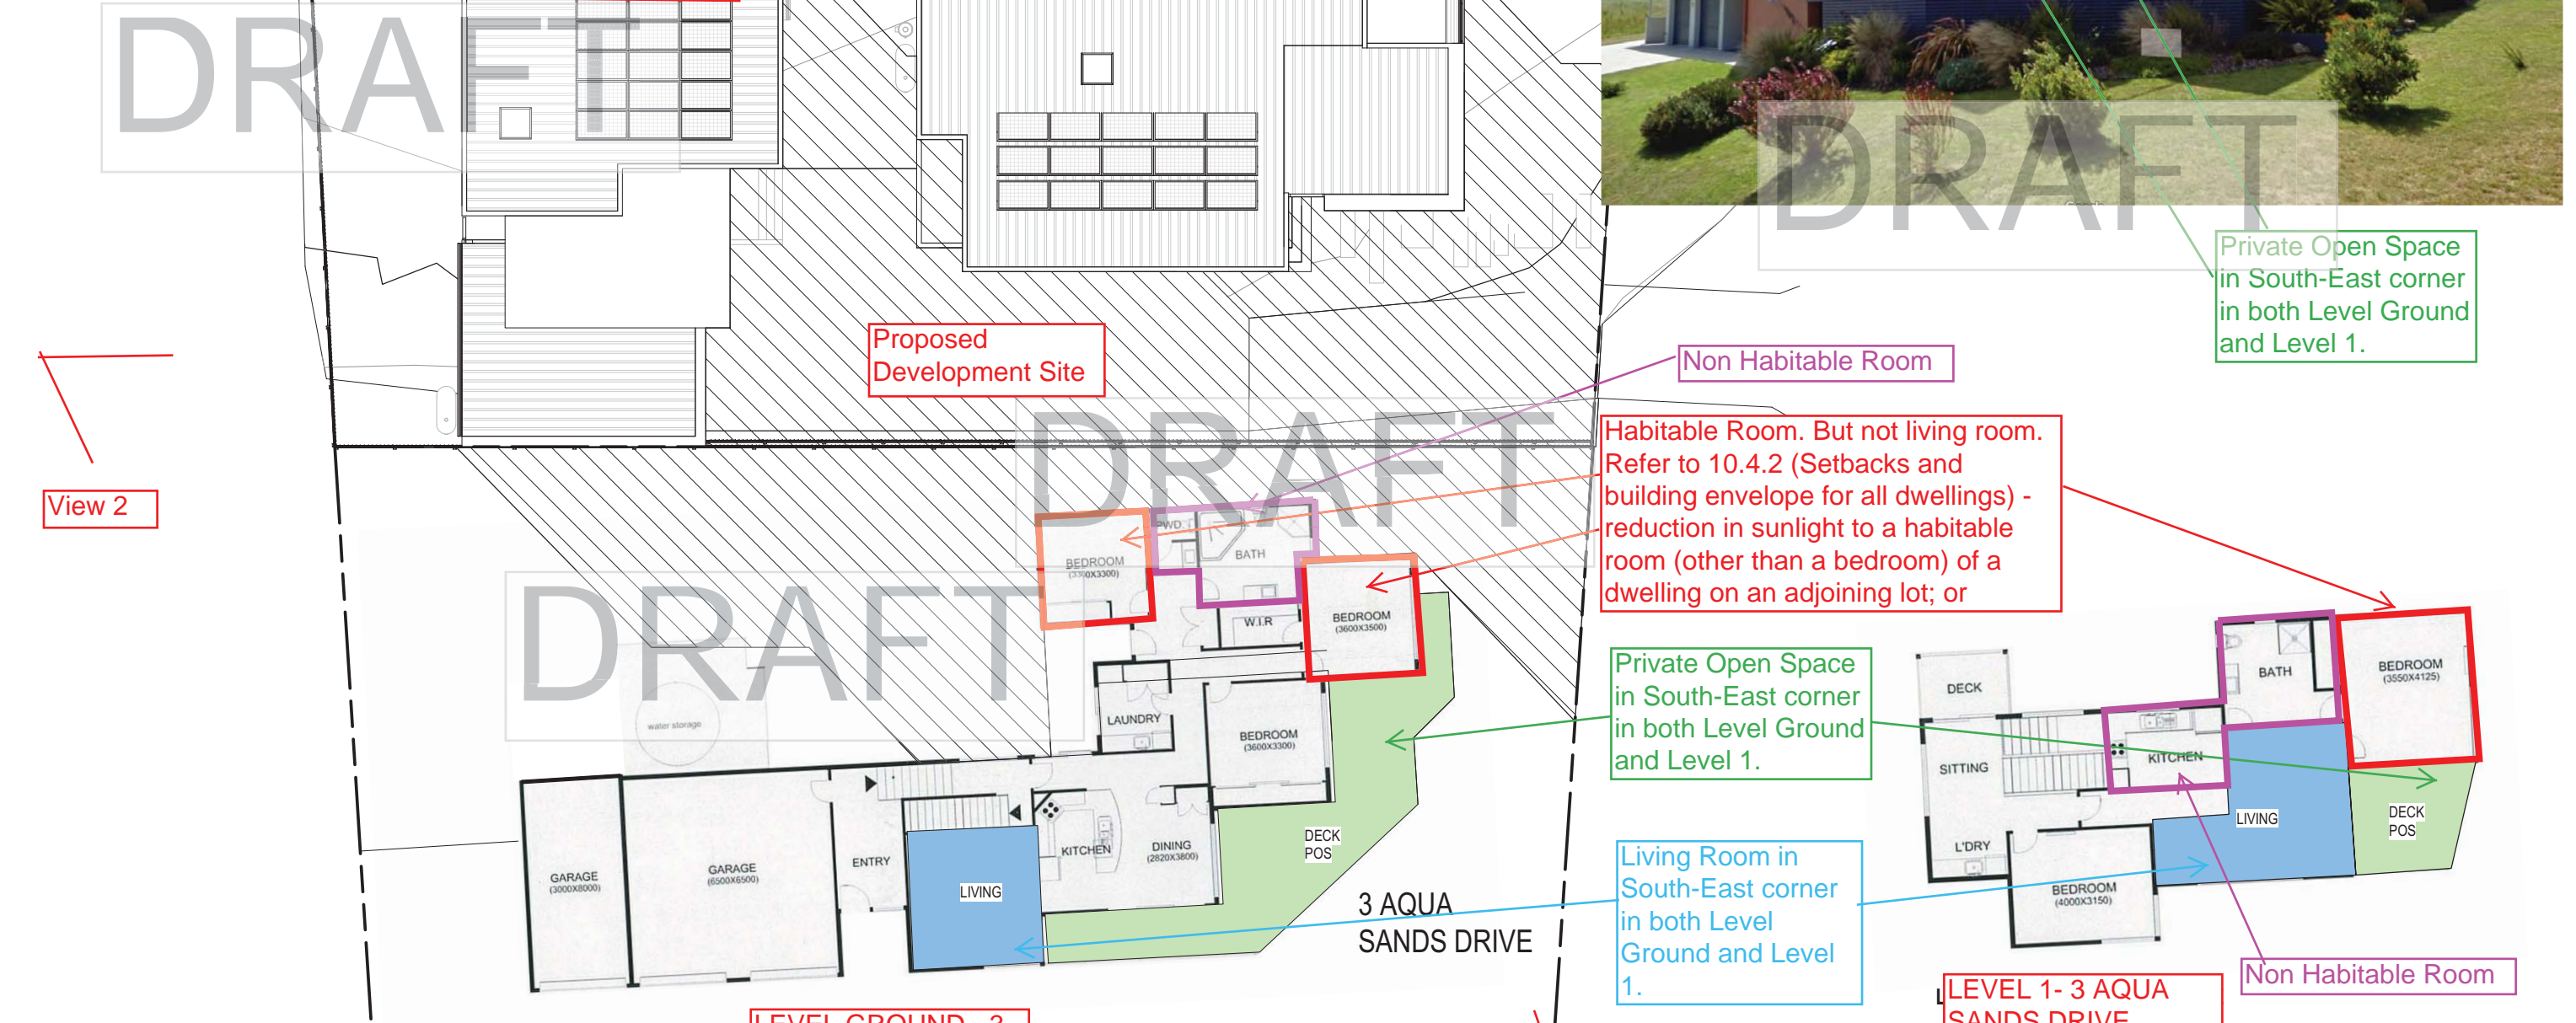 DRAFT
DRAFT
Private Open Space
in South-East corner
in both Level Ground
and Level 1.
Proposed
Development Site
Non Habitable Room
View 2
DRAFT
Habitable Room. But not living room.
Refer to 10.4.2 (Setbacks and
building envelope for all dwellings) -
reduction in sunlight to a habitable
room (other than a bedroom) of a
dwelling on an adjoining lot; or
PWD.
BATH
BEDROOM
(3300X3300)
DRAFT
W.I.R
BEDROOM
(3600X3500)
LAUNDRY
water storage
BEDROOM
(3600X3300)
Private Open Space
in South-East corner
in both Level Ground
and Level 1.
DECK
BATH
BEDROOM
(3550X4125)
SITTING
KITCHEN
LIVING
DECK
POS
L'DRY
BEDROOM
(4000X3150)
GARAGE
(3000X8000)
GARAGE
(6500X6500)
ENTRY
LIVING
KITCHEN
DINING
(2820X3800)
DECK
POS
3 AQUA
SANDS DRIVE
Living Room in
South-East corner
in both Level
Ground and Level
1.
Non Habitable Room
LEVEL 1- 3 AQUA
SANDS DRIVE
LEVEL GROUND - 3